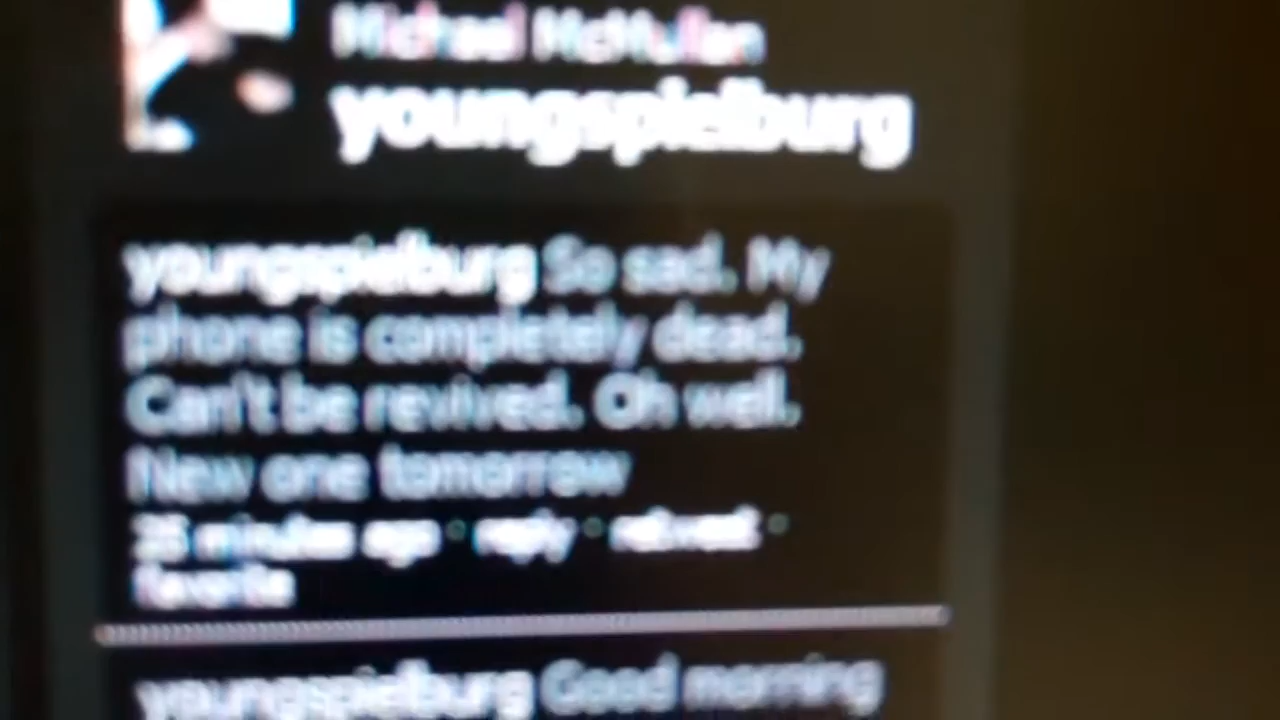 Michael McMullan
youngspielburg
youngspielburg So sad. My
phone is completely dead.
Can't be revived. Oh well.
New one tomorrow
25 minutes ago • reply • retweet •
favorite
youngspielburg Good morning